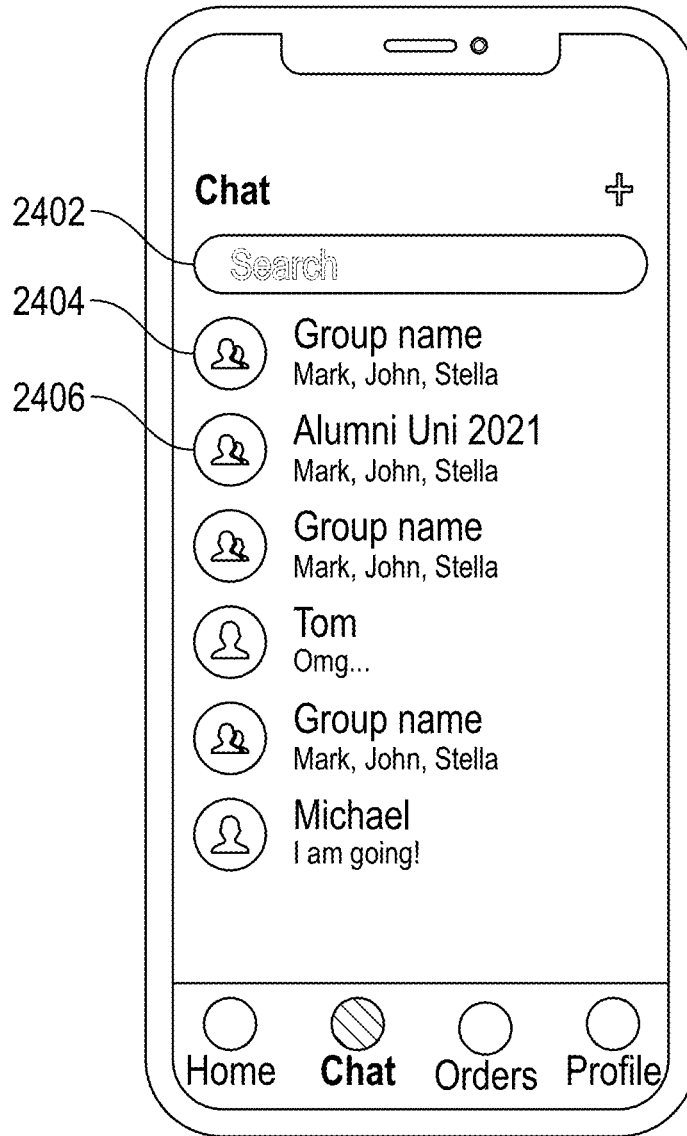 Chat
2402
Search
2404
Group name
Mark, John, Stella
2406
Alumni Uni 2021
Mark, John, Stella
Group name
Mark, John, Stella
Tom
Omg...
Group name
Mark, John, Stella
Michael
I am going!
Home Chat Orders Profile